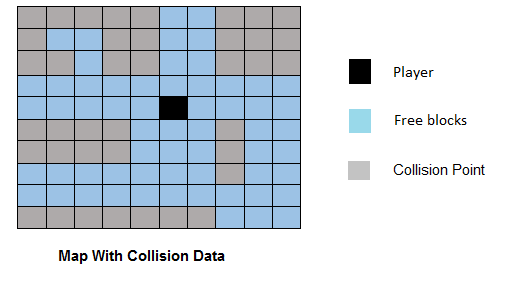 Player
Free blocks
Collision Point
Map With Collision Data